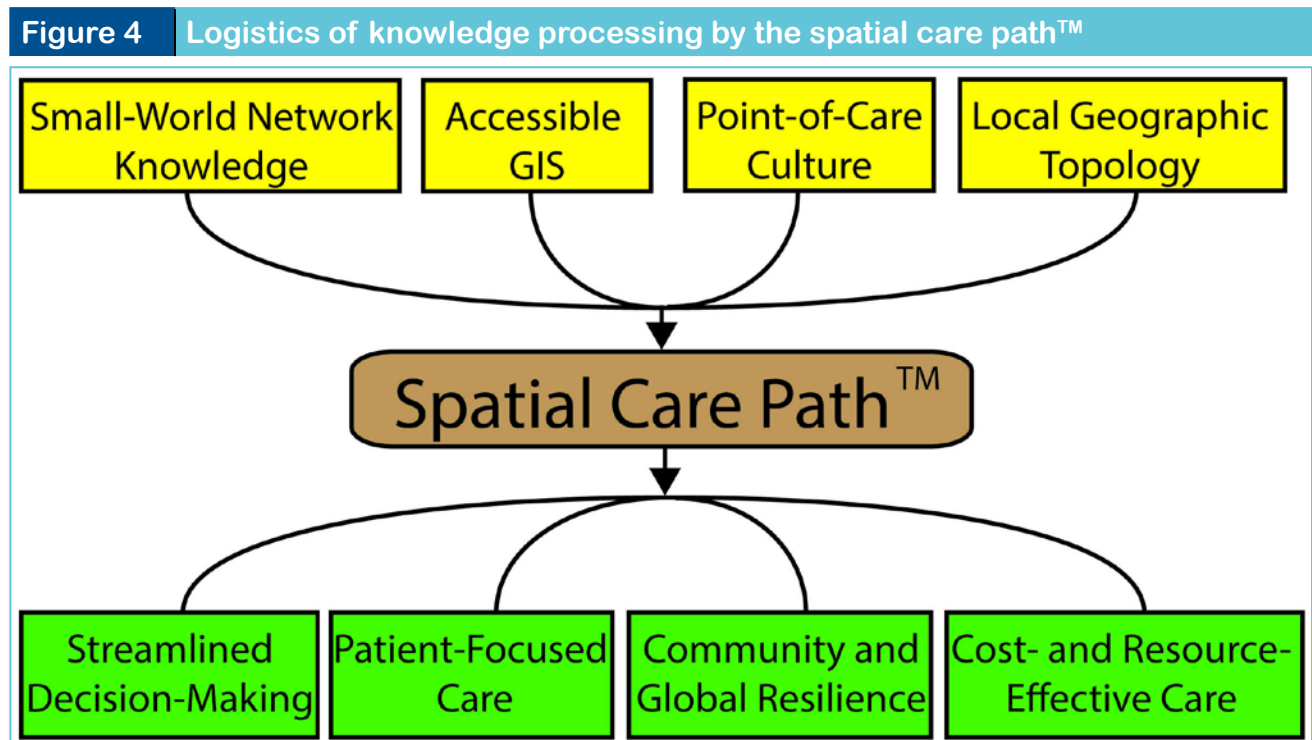 Figure 4 Logistics of knowledge processing by the spatial care path™
Small-World Network
Knowledge
Accessible
GIS
Point-of-Care
Culture
Local Geographic
Topology
Spatial Care Path™
Streamlined
Decision-Making
Patient-Focused
Care
Community and
Global Resilience
Cost- and Resource-
Effective Care